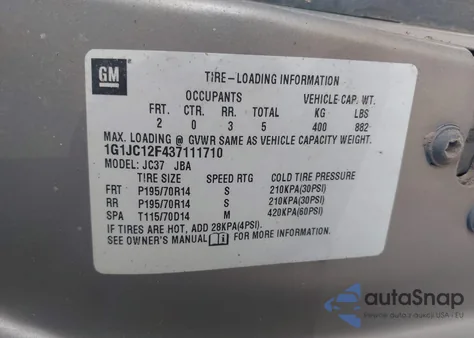 GM
TIRE-LOADING INFORMATION
OCCUPANTS VEHICLE CAP. WT.
FRT. CTR. RR. TOTAL KG LBS
2 0 3 5 400 882
MAX. LOADING @ GVWR SAME AS VEHICLE CAPACITY WEIGHT.
1G1JC12F437111710
MODEL: JC37 JBA
TIRE SIZE SPEED RTG COLD TIRE PRESSURE
FRT P195/70R14 S 210KPA(30PSI)
RR P195/70R14 S 210KPA(30PSI)
SPA T115/70D14 M 420KPA(60PSI)
IF TIRES ARE HOT, ADD 28KPA(4PSI).
SEE OWNER'S MANUAL FOR MORE INFORMATION.
autoSnap